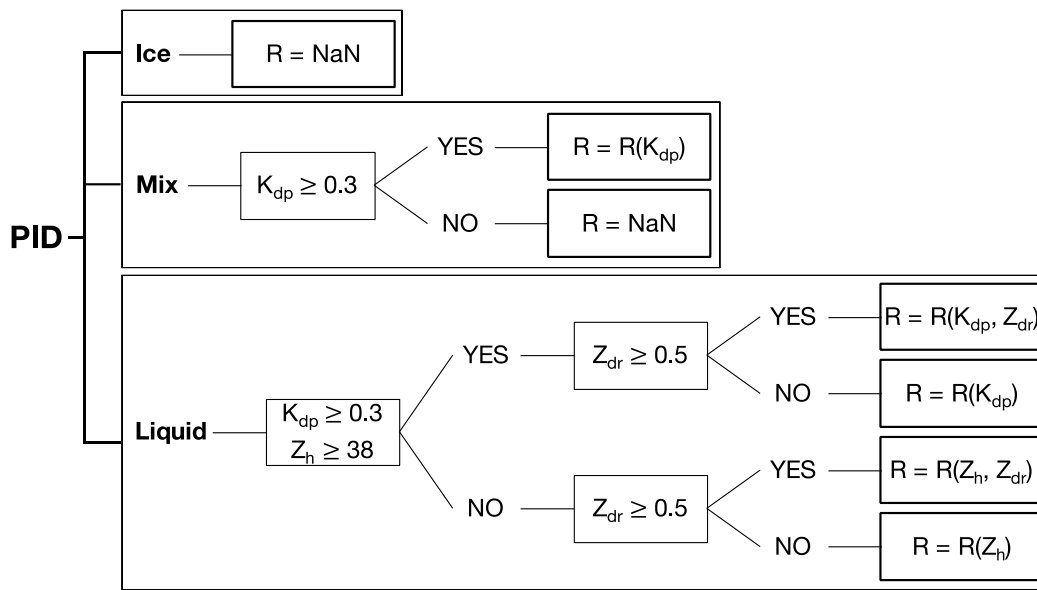 PID
Ice
R = NaN
Mix
K_dp ≥ 0.3
YES
R = R(K_dp)
NO
R = NaN
Liquid
K_dp ≥ 0.3
Z_h ≥ 38
YES
Z_dr ≥ 0.5
YES
R = R(K_dp, Z_dr)
NO
R = R(K_dp)
NO
Z_dr ≥ 0.5
YES
R = R(Z_h, Z_dr)
NO
R = R(Z_h)